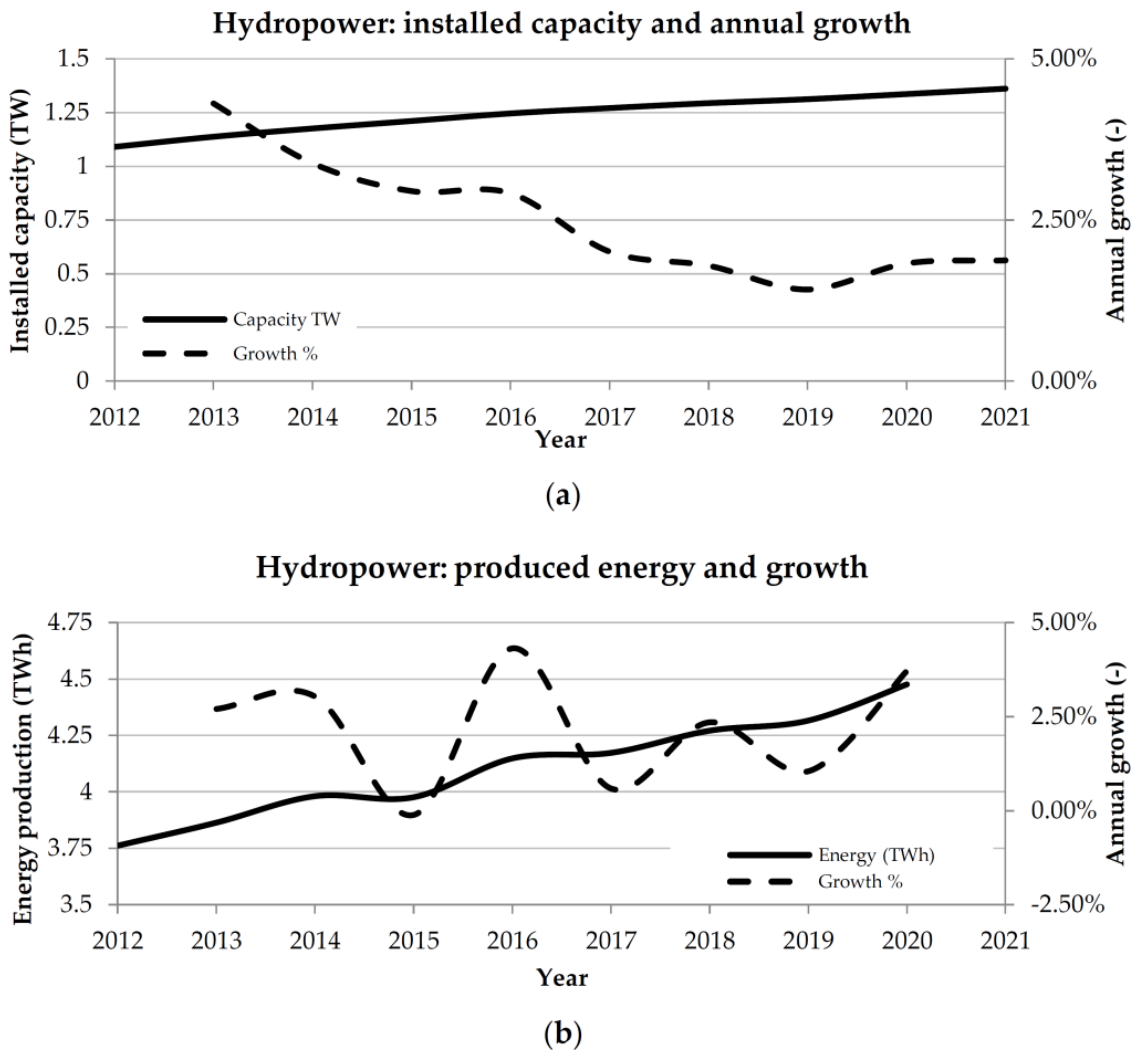 Hydropower: installed capacity and annual growth
Installed capacity (TW)
1.5
1.25
1
0.75
0.5
0.25
0
5.00%
2.50%
0.00%
Annual growth (-)
Capacity TW
Growth %
2012 2013 2014 2015 2016 2017 2018 2019 2020 2021
Year
(a)
Hydropower: produced energy and growth
Energy production (TWh)
4.75
4.5
4.25
4
3.75
3.5
5.00%
2.50%
0.00%
-2.50%
Annual growth (-)
Energy (TWh)
Growth %
2012 2013 2014 2015 2016 2017 2018 2019 2020 2021
Year
(b)